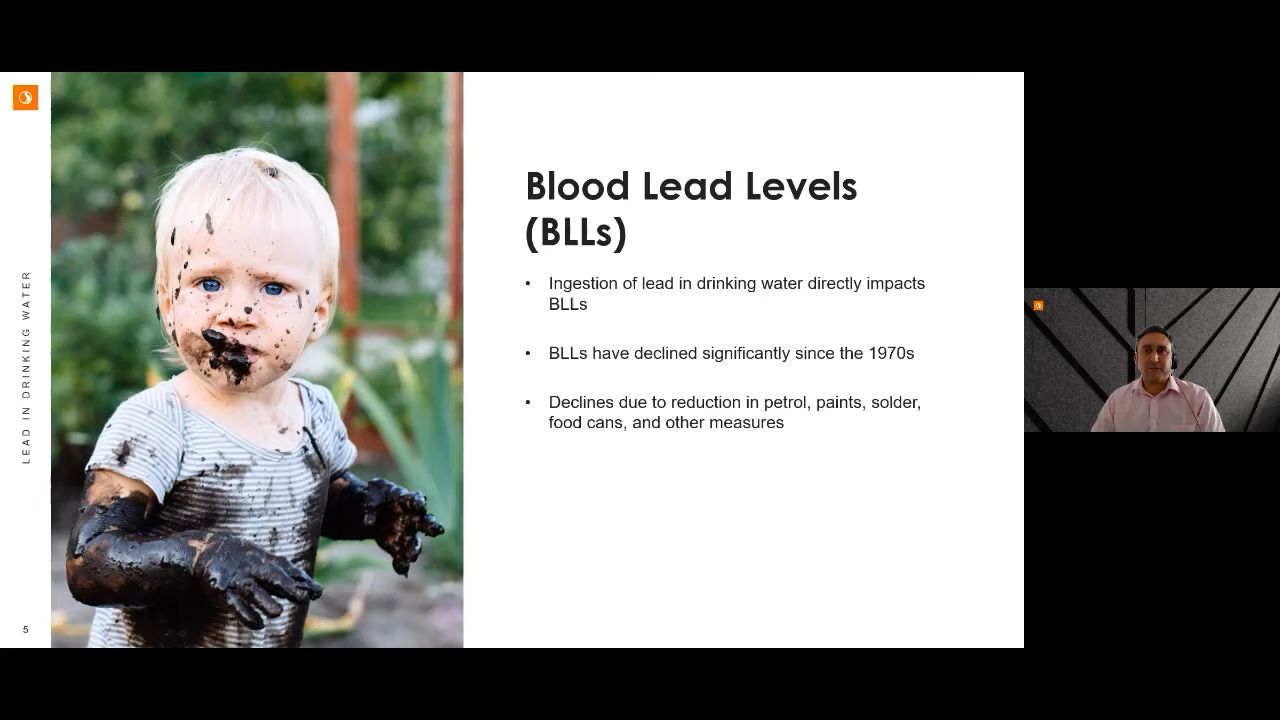 LEAD IN DRINKING WATER
Blood Lead Levels
(BLLs)
• Ingestion of lead in drinking water directly impacts
BLLs
• BLLs have declined significantly since the 1970s
• Declines due to reduction in petrol, paints, solder,
food cans, and other measures
5